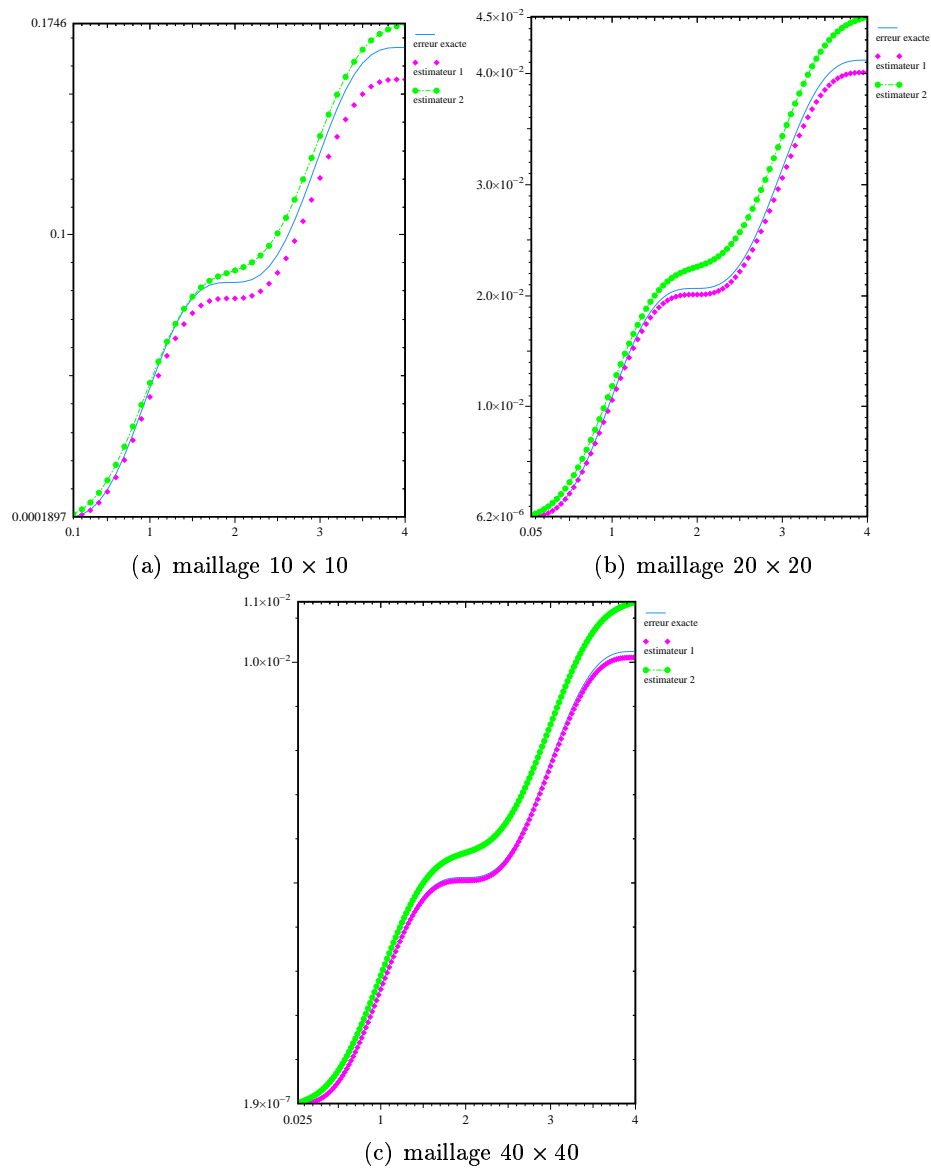 0.1746
0.1
0.0001897
0.1
1
2
3
4
erreur exacte
estimateur 1
estimateur 2
(a) maillage 10 × 10
4.5×10⁻²
4.0×10⁻²
3.0×10⁻²
2.0×10⁻²
1.0×10⁻²
6.2×10⁻⁶
0.05
1
2
3
4
erreur exacte
estimateur 1
estimateur 2
(b) maillage 20 × 20
1.1×10⁻²
1.0×10⁻²
1.9×10⁻⁷
0.025
1
2
3
4
erreur exacte
estimateur 1
estimateur 2
(c) maillage 40 × 40